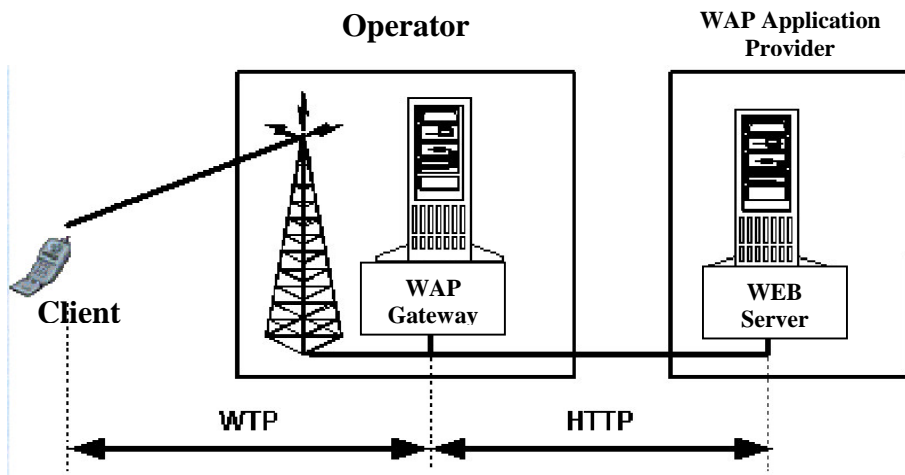 Operator
WAP Application
Provider
Client
WAP
Gateway
WEB
Server
WTP
HTTP